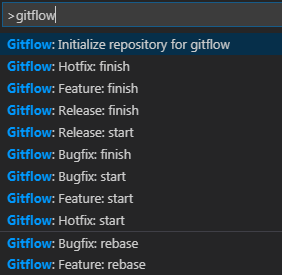 >gitflow
Gitflow: Initialize repository for gitflow
Gitflow: Hotfix: finish
Gitflow: Feature: finish
Gitflow: Release: finish
Gitflow: Release: start
Gitflow: Bugfix: finish
Gitflow: Bugfix: start
Gitflow: Feature: start
Gitflow: Hotfix: start
Gitflow: Bugfix: rebase
Gitflow: Feature: rebase